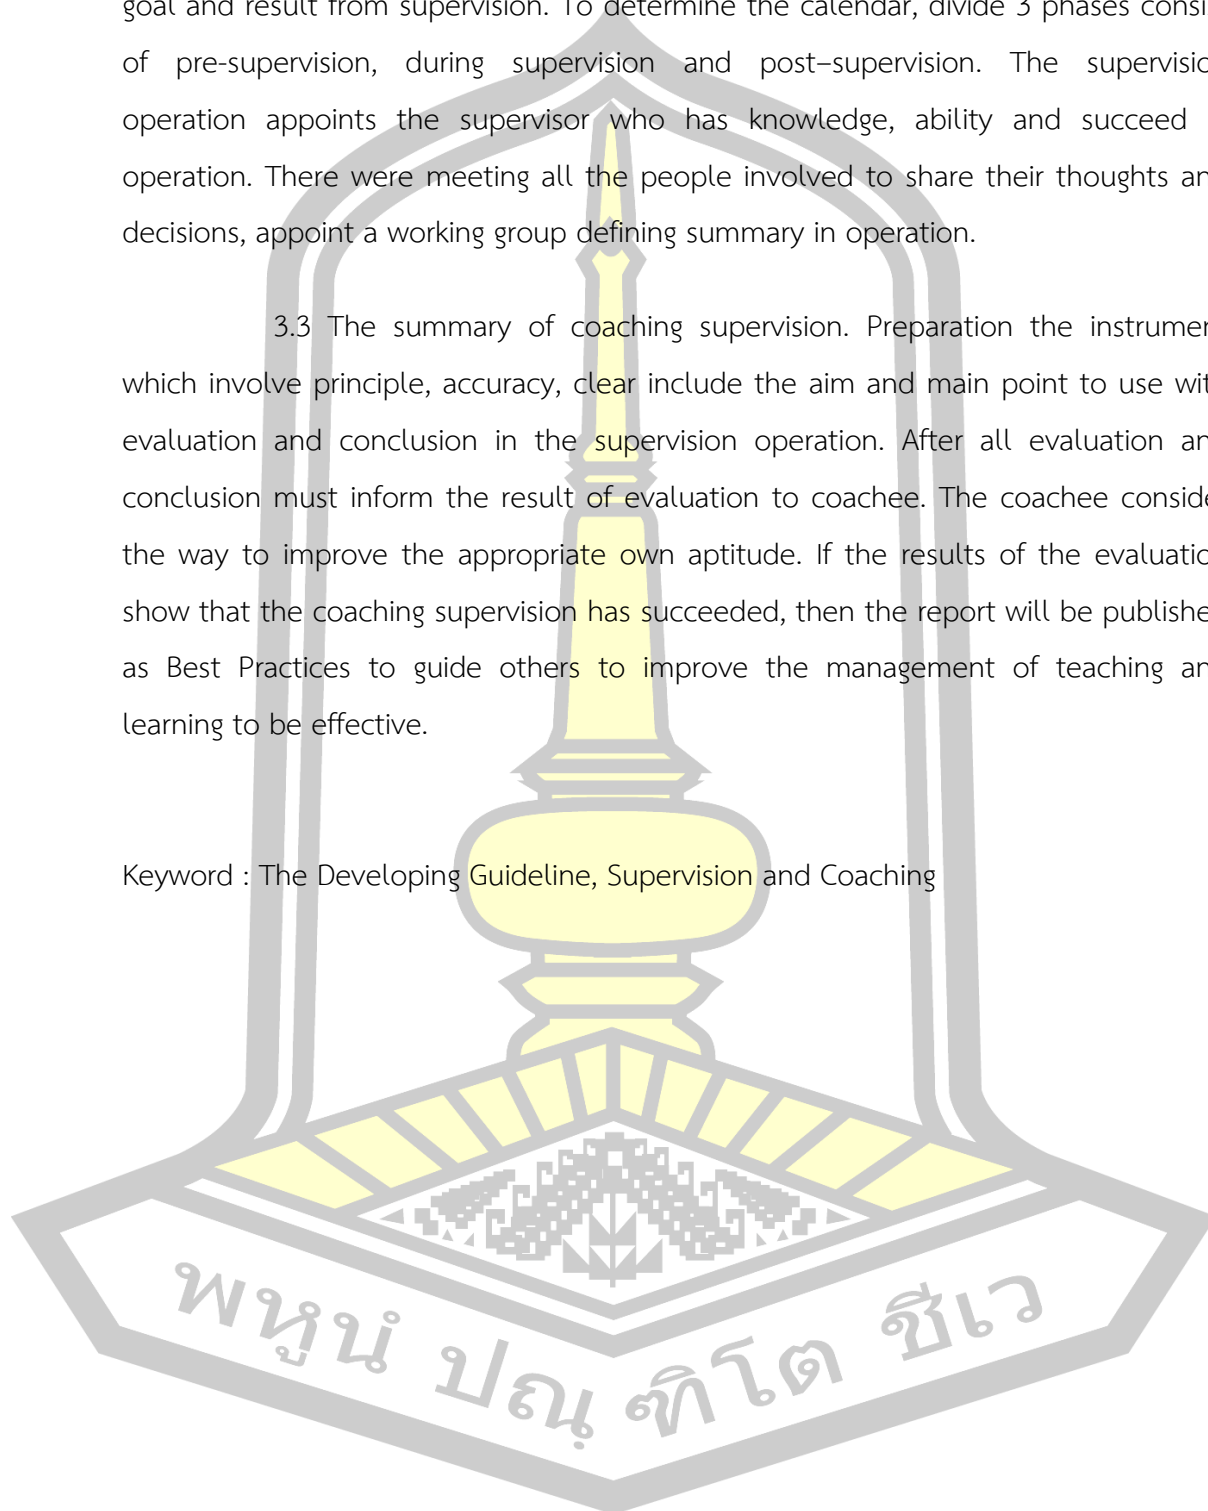 goal and result from supervision. To determine the calendar, divide 3 phases consis
of pre-supervision, during supervision and post–supervision. The supervisio
operation appoints the supervisor who has knowledge, ability and succeed
operation. There were meeting all the people involved to share their thoughts an
decisions, appoint a working group defining summary in operation.
3.3 The summary of coaching supervision. Preparation the instrumen
which involve principle, accuracy, clear include the aim and main point to use wit
evaluation and conclusion in the supervision operation. After all evaluation an
conclusion must inform the result of evaluation to coachee. The coachee conside
the way to improve the appropriate own aptitude. If the results of the evaluatio
show that the coaching supervision has succeeded, then the report will be publishe
as Best Practices to guide others to improve the management of teaching an
learning to be effective.
Keyword : The Developing Guideline, Supervision and Coaching
พหูนํ ปณฺฑิโต ชีเว